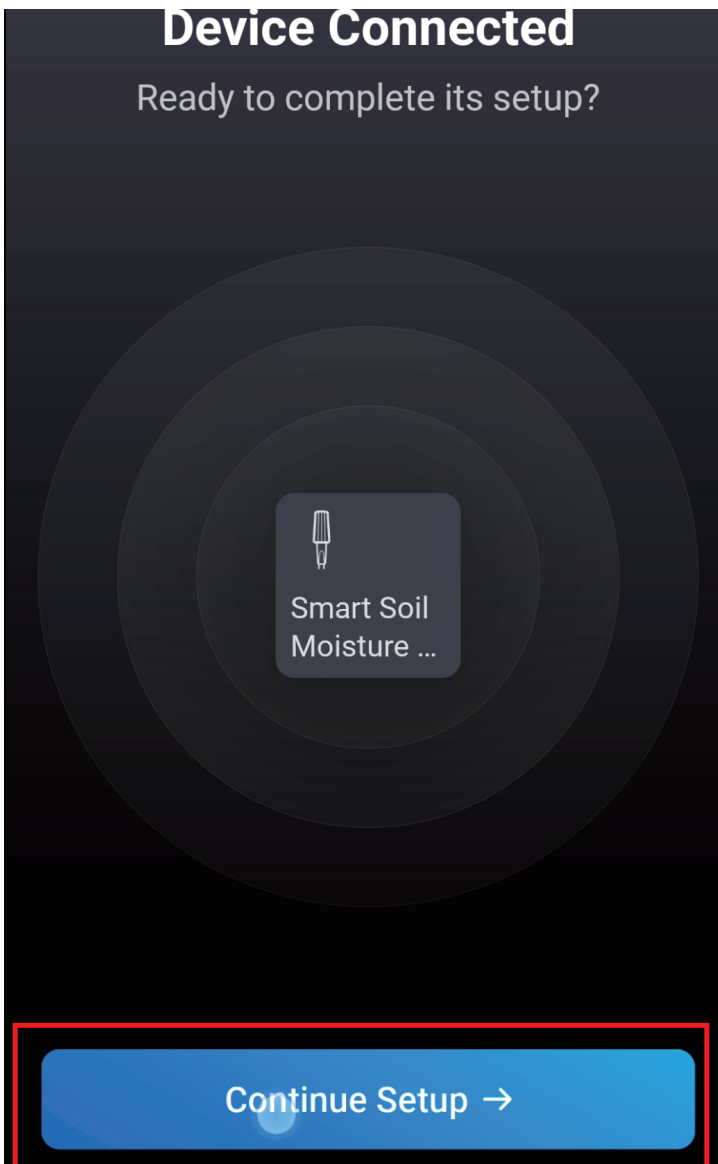 Device Connected
Ready to complete its setup?
Smart Soil
Moisture ...
Continue Setup →